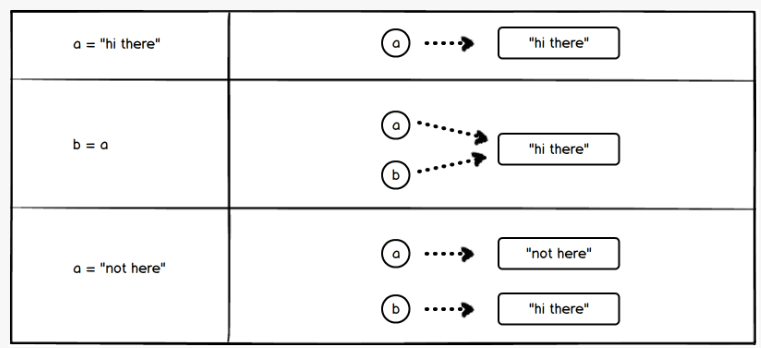 a = "hi there"
a
"hi there"
b = a
a
b
"hi there"
a = "not here"
a
"not here"
b
"hi there"